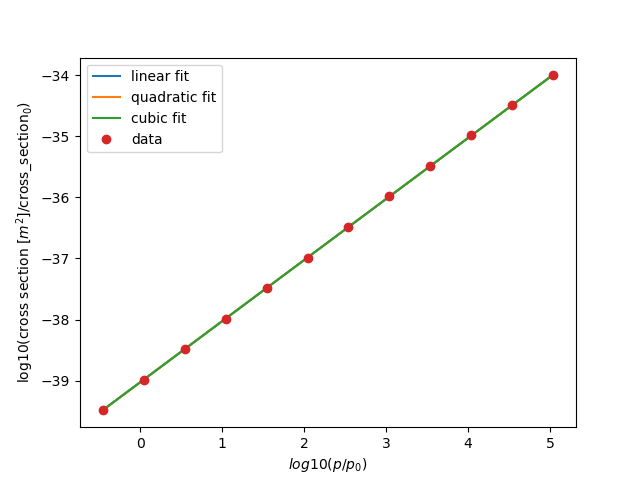 linear fit
quadratic fit
cubic fit
data
−34
−35
−36
−37
−38
−39
log10(cross section [m²]/cross_section₀)
0 1 2 3 4 5
log10(p/p₀)